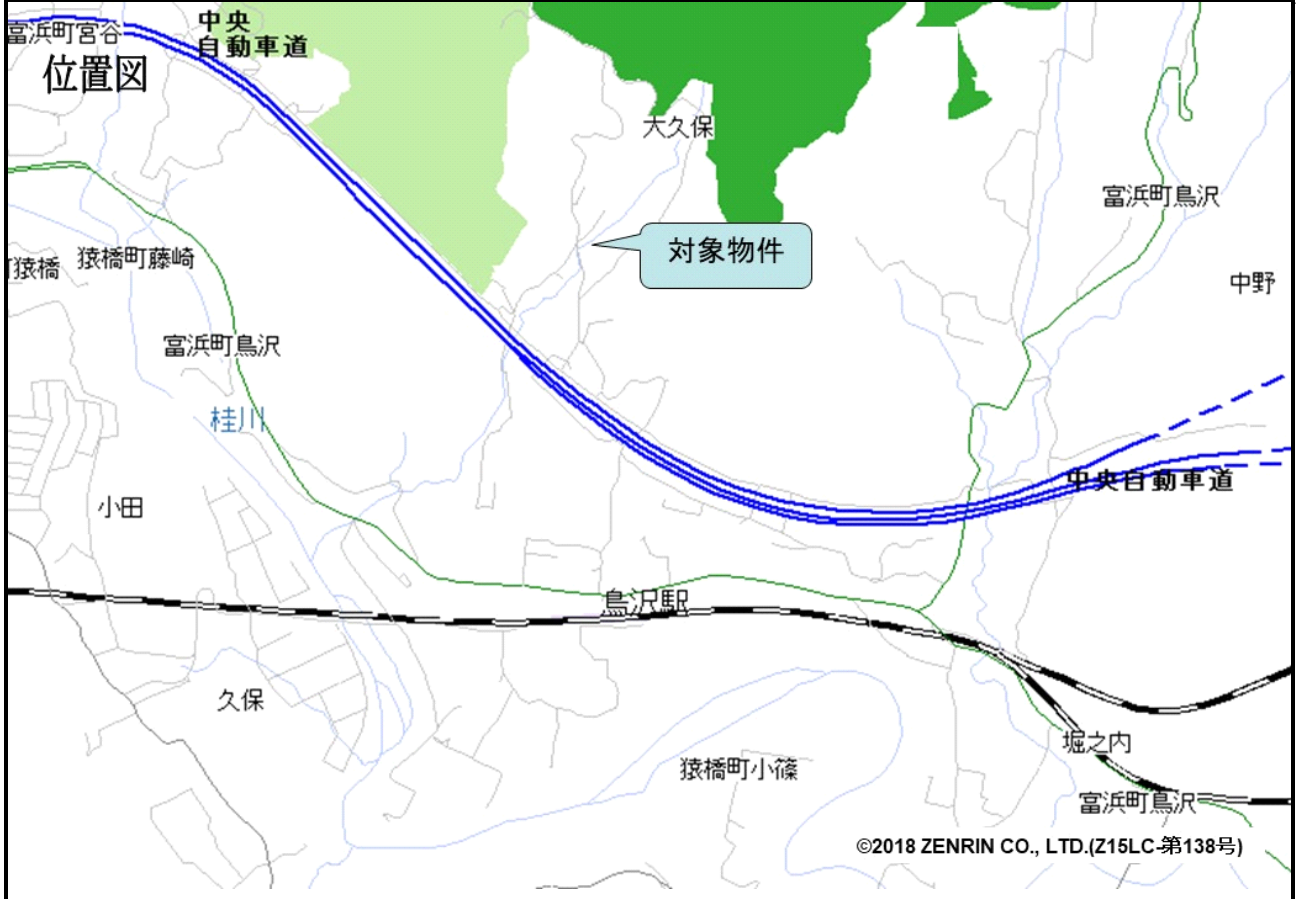 富浜町宮谷
中央
自動車道
位置図
大久保
富浜町鳥沢
対象物件
猿橋
猿橋町藤崎
中野
富浜町鳥沢
桂川
中央自動車道
小田
鳥沢駅
久保
堀之内
猿橋町小篠
富浜町鳥沢
©2018 ZENRIN CO., LTD.(Z15LC-第138号)